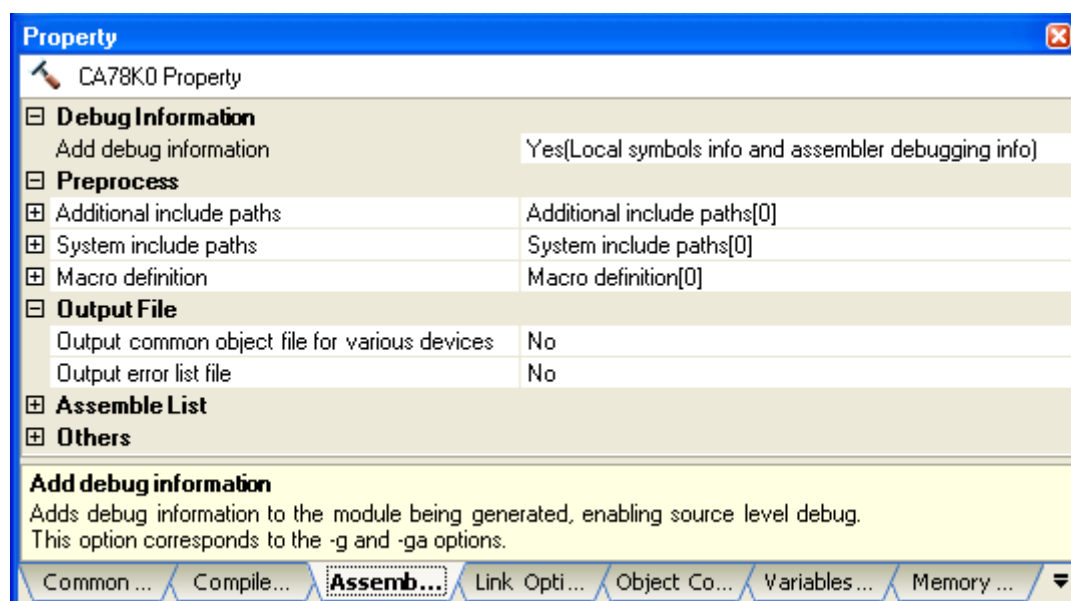 Property
CA78K0 Property
Debug Information
Add debug information Yes(Local symbols info and assembler debugging info)
Preprocess
Additional include paths Additional include paths[0]
System include paths System include paths[0]
Macro definition Macro definition[0]
Output File
Output common object file for various devices No
Output error list file No
Assemble List
Others
Add debug information
Adds debug information to the module being generated, enabling source level debug.
This option corresponds to the -g and -ga options.
Common ... Compile... Assemb... Link Opti... Object Co... Variables... Memory ...